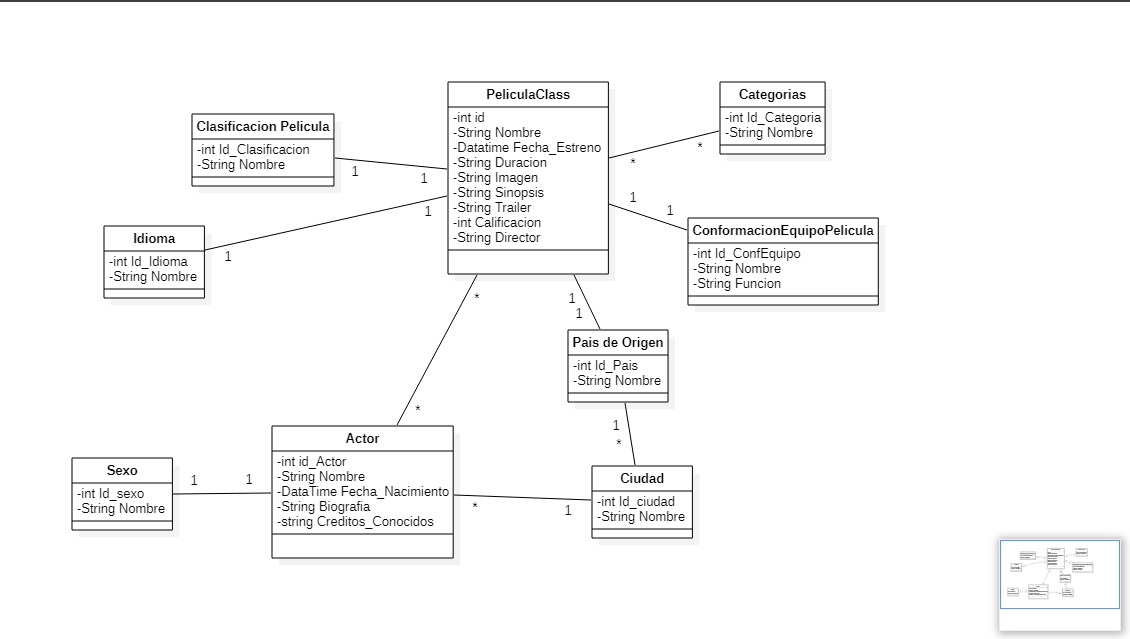 PeliculaClass
-int id
-String Nombre
-Datatime Fecha_Estreno
-String Duracion
-String Imagen
-String Sinopsis
-String Trailer
-int Calificacion
-String Director
Categorias
-int Id_Categoria
-String Nombre
Clasificacion Pelicula
-int Id_Clasificacion
-String Nombre
* *
1 1
1 1
1 1
Idioma
-int Id_Idioma
-String Nombre
ConformacionEquipoPelicula
-int Id_ConfEquipo
-String Nombre
-String Funcion
*
*
1
1
Pais de Origen
-int Id_Pais
-String Nombre
1
*
Actor
-int id_Actor
-String Nombre
-DataTime Fecha_Nacimiento
-String Biografia
-string Creditos_Conocidos
Sexo
-int Id_sexo
-String Nombre
1 1
* 1
Ciudad
-int Id_ciudad
-String Nombre